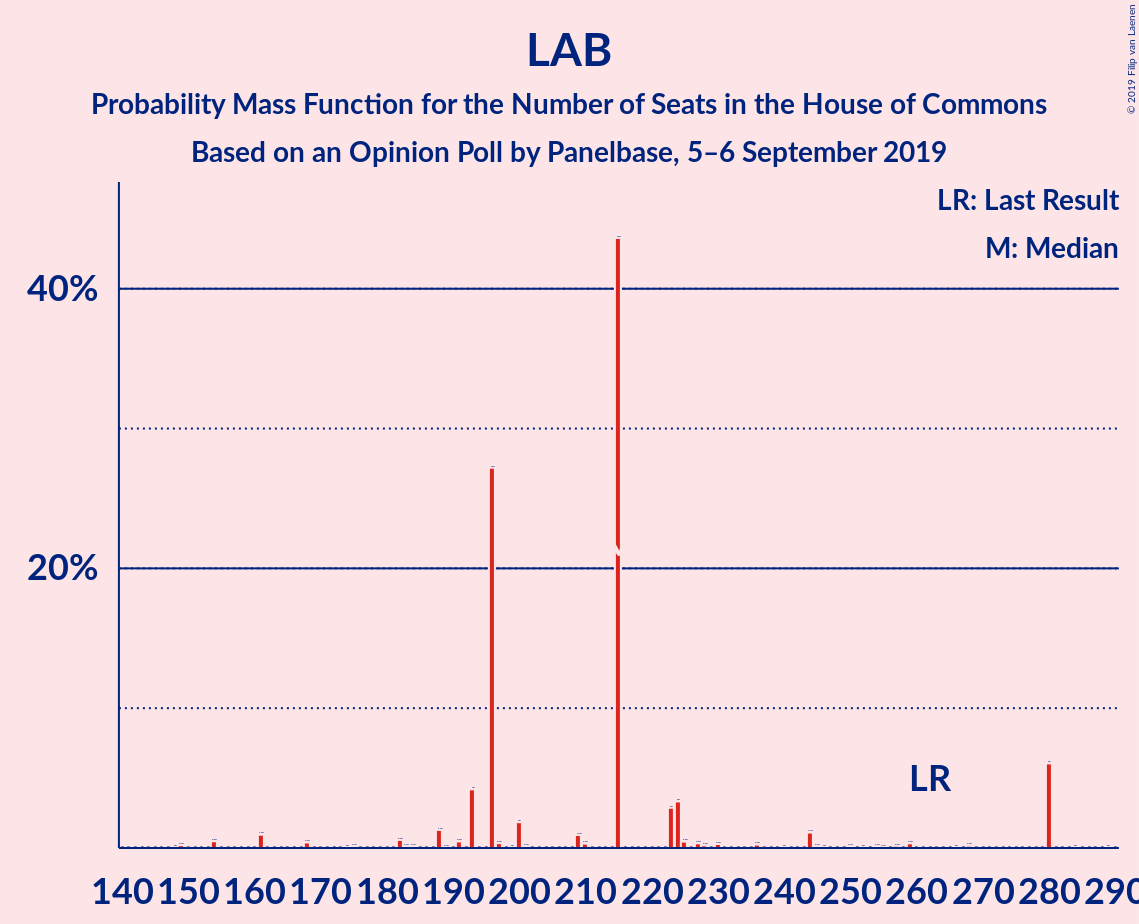 LAB
Probability Mass Function for the Number of Seats in the House of Commons
Based on an Opinion Poll by Panelbase, 5–6 September 2019
© 2019 Filip van Laenen
LR: Last Result
M: Median
40%
20%
LR
140 150 160 170 180 190 200 210 220 230 240 250 260 270 280 290